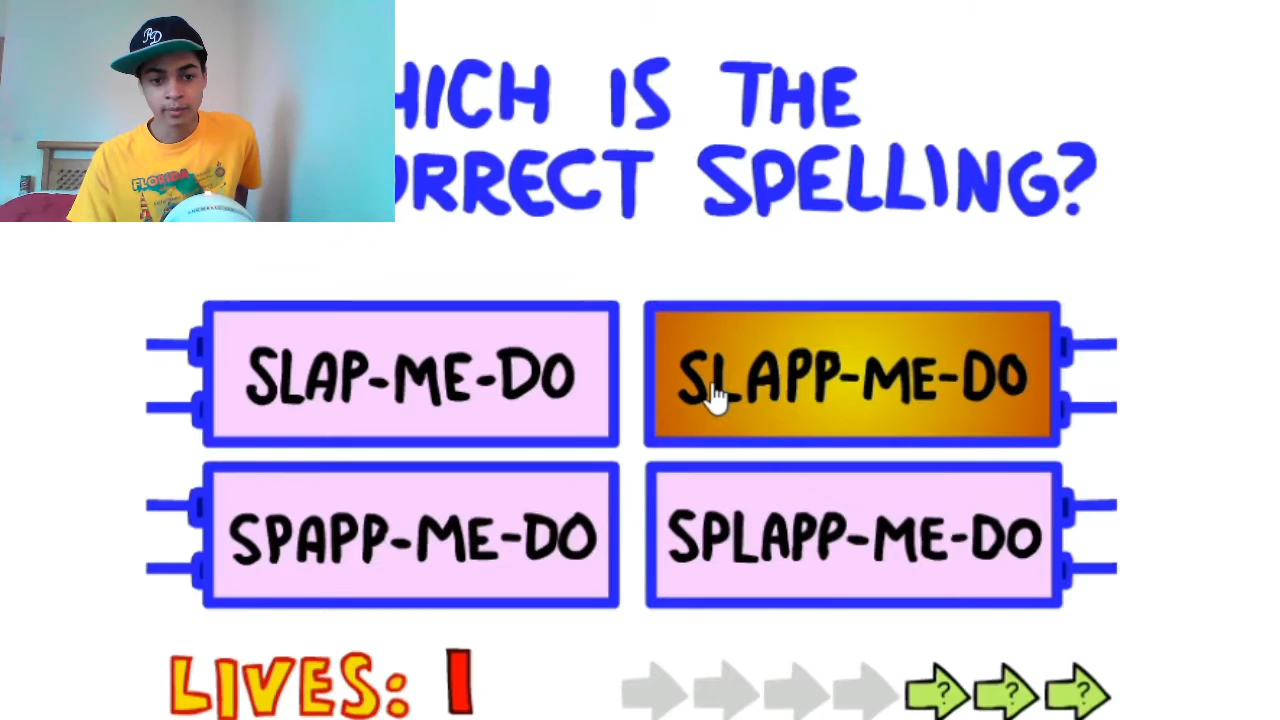 HICH IS THE
ORRECT SPELLING?
FLORIDA
SLAP-ME-DO
SLAPP-ME-DO
SPAPP-ME-DO
SPLAPP-ME-DO
LIVES: 1
? ? ?